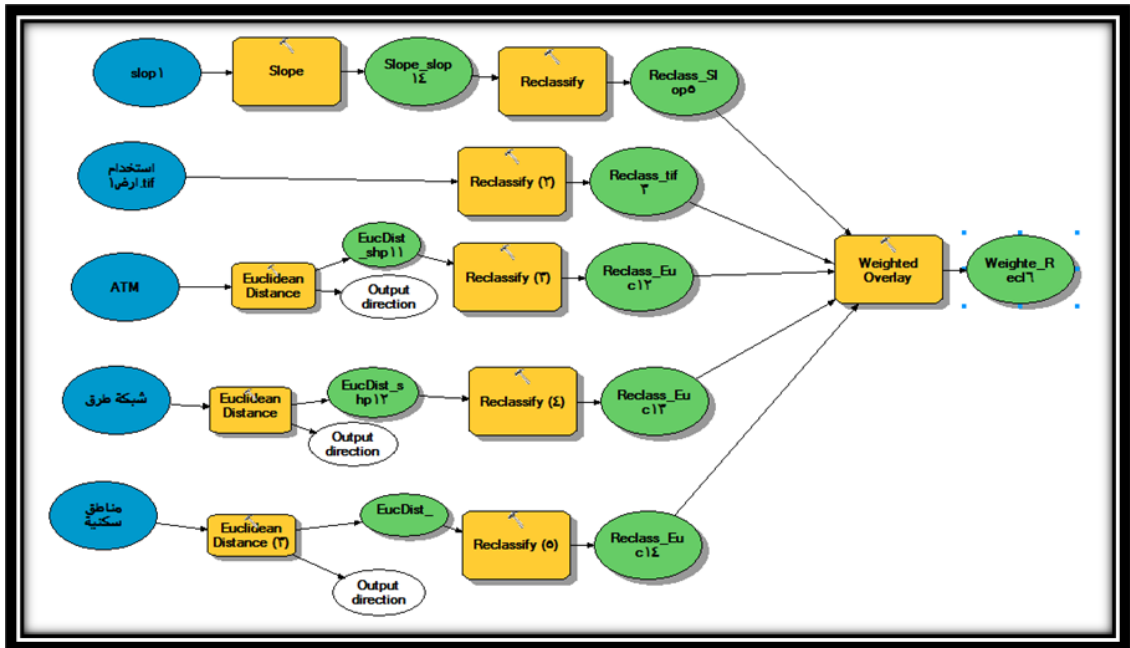 slop١
Slope
Slope_slop
١٤
Reclassify
Reclass_Sl
op٥
استخدام
ارض١.tif
Reclassify (٢)
Reclass_tif
٣
ATM
Euclidean
Distance
EucDist
_shp١١
Output
direction
Reclassify (٣)
Reclass_Eu
c١٢
Weighted
Overlay
Weighte_R
ecl٦
شبكة طرق
Euclidean
Distance
EucDist_s
hp١٢
Output
direction
Reclassify (٤)
Reclass_Eu
c١٣
مناطق
سكنية
Euclidean
Distance (٣)
EucDist_
Output
direction
Reclassify (٥)
Reclass_Eu
c١٤